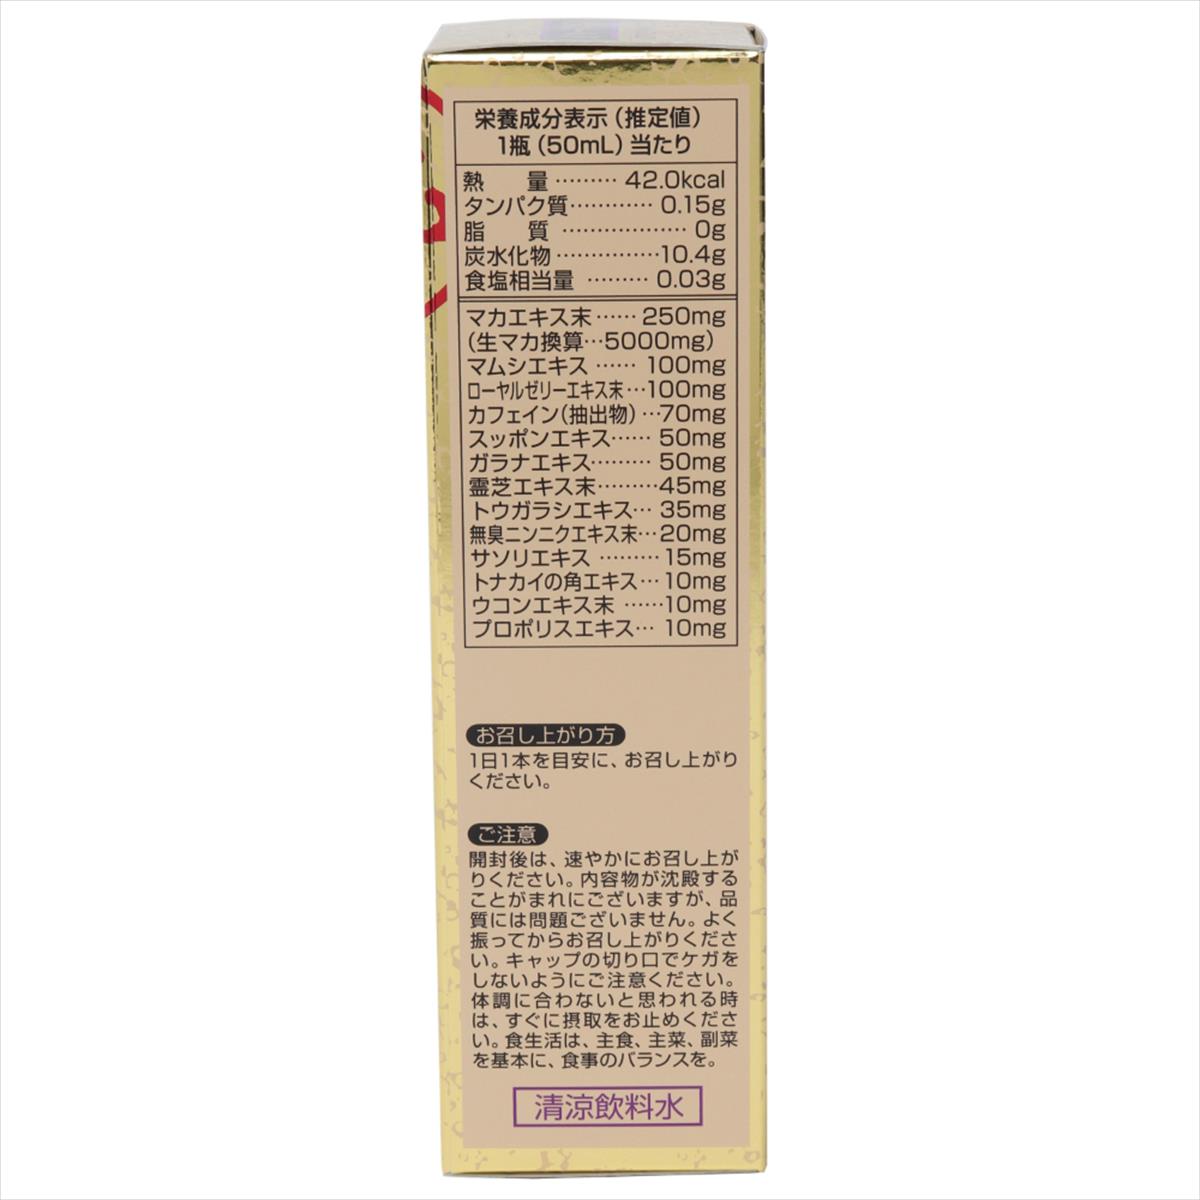 栄養成分表示（推定値）
1瓶（50mL）当たり
熱　量 ……… 42.0kcal
タンパク質………… 0.15g
脂　質 ……………… 0g
炭水化物 ……………10.4g
食塩相当量 ……… 0.03g
マカエキス末 …… 250mg
（生マカ換算…5000mg）
マムシエキス …… 100mg
ローヤルゼリーエキス末…100mg
カフェイン（抽出物）…70mg
スッポンエキス…… 50mg
ガラナエキス……… 50mg
霊芝エキス末………45mg
トウガラシエキス… 35mg
無臭ニンニクエキス末…20mg
サソリエキス ……… 15mg
トナカイの角エキス… 10mg
ウコンエキス末 ……10mg
プロポリスエキス… 10mg
お召し上がり方
1日1本を目安に、お召し上がり
ください。
ご注意
開封後は、速やかにお召し上が
りください。内容物が沈殿する
ことがまれにございますが、品
質には問題ございません。よく
振ってからお召し上がりくださ
い。キャップの切り口でケガを
しないようにご注意ください。
体調に合わないと思われる時
は、すぐに摂取をお止めくださ
い。食生活は、主食、主菜、副菜
を基本に、食事のバランスを。
清涼飲料水